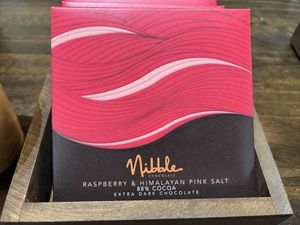 Nibble
CHOCOLATE
RASPBERRY & HIMALAYAN PINK SALT
88% COCOA
EXTRA DARK CHOCOLATE